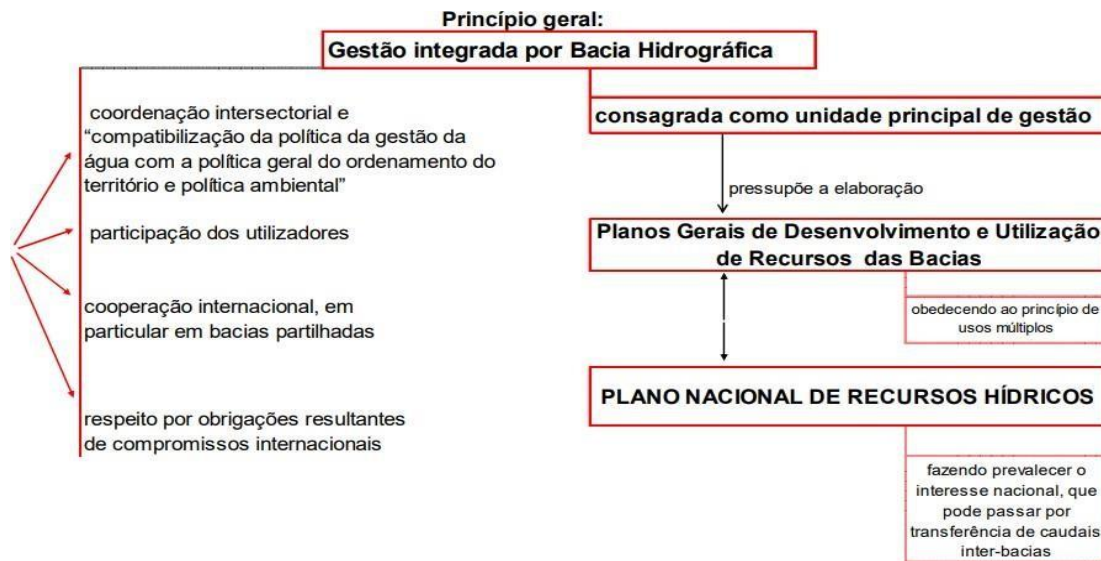 Princípio geral:
Gestão integrada por Bacia Hidrográfica
coordenação intersectorial e
“compatibilização da política da gestão da
água com a política geral do ordenamento do
território e política ambiental”
participação dos utilizadores
cooperação internacional, em
particular em bacias partilhadas
respeito por obrigações resultantes
de compromissos internacionais
consagrada como unidade principal de gestão
pressupõe a elaboração
Planos Gerais de Desenvolvimento e Utilização
de Recursos das Bacias
obedecendo ao princípio de
usos múltiplos
PLANO NACIONAL DE RECURSOS HÍDRICOS
fazendo prevalecer o
interesse nacional, que
pode passar por
transferência de caudais
inter-bacias